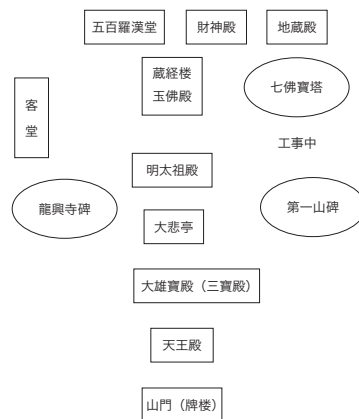 五百羅漢堂
財神殿
地蔵殿
蔵経楼
玉佛殿
七佛寶塔
客
堂
工事中
明太祖殿
龍興寺碑
第一山碑
大悲亭
大雄寶殿（三寶殿）
天王殿
山門（牌楼）